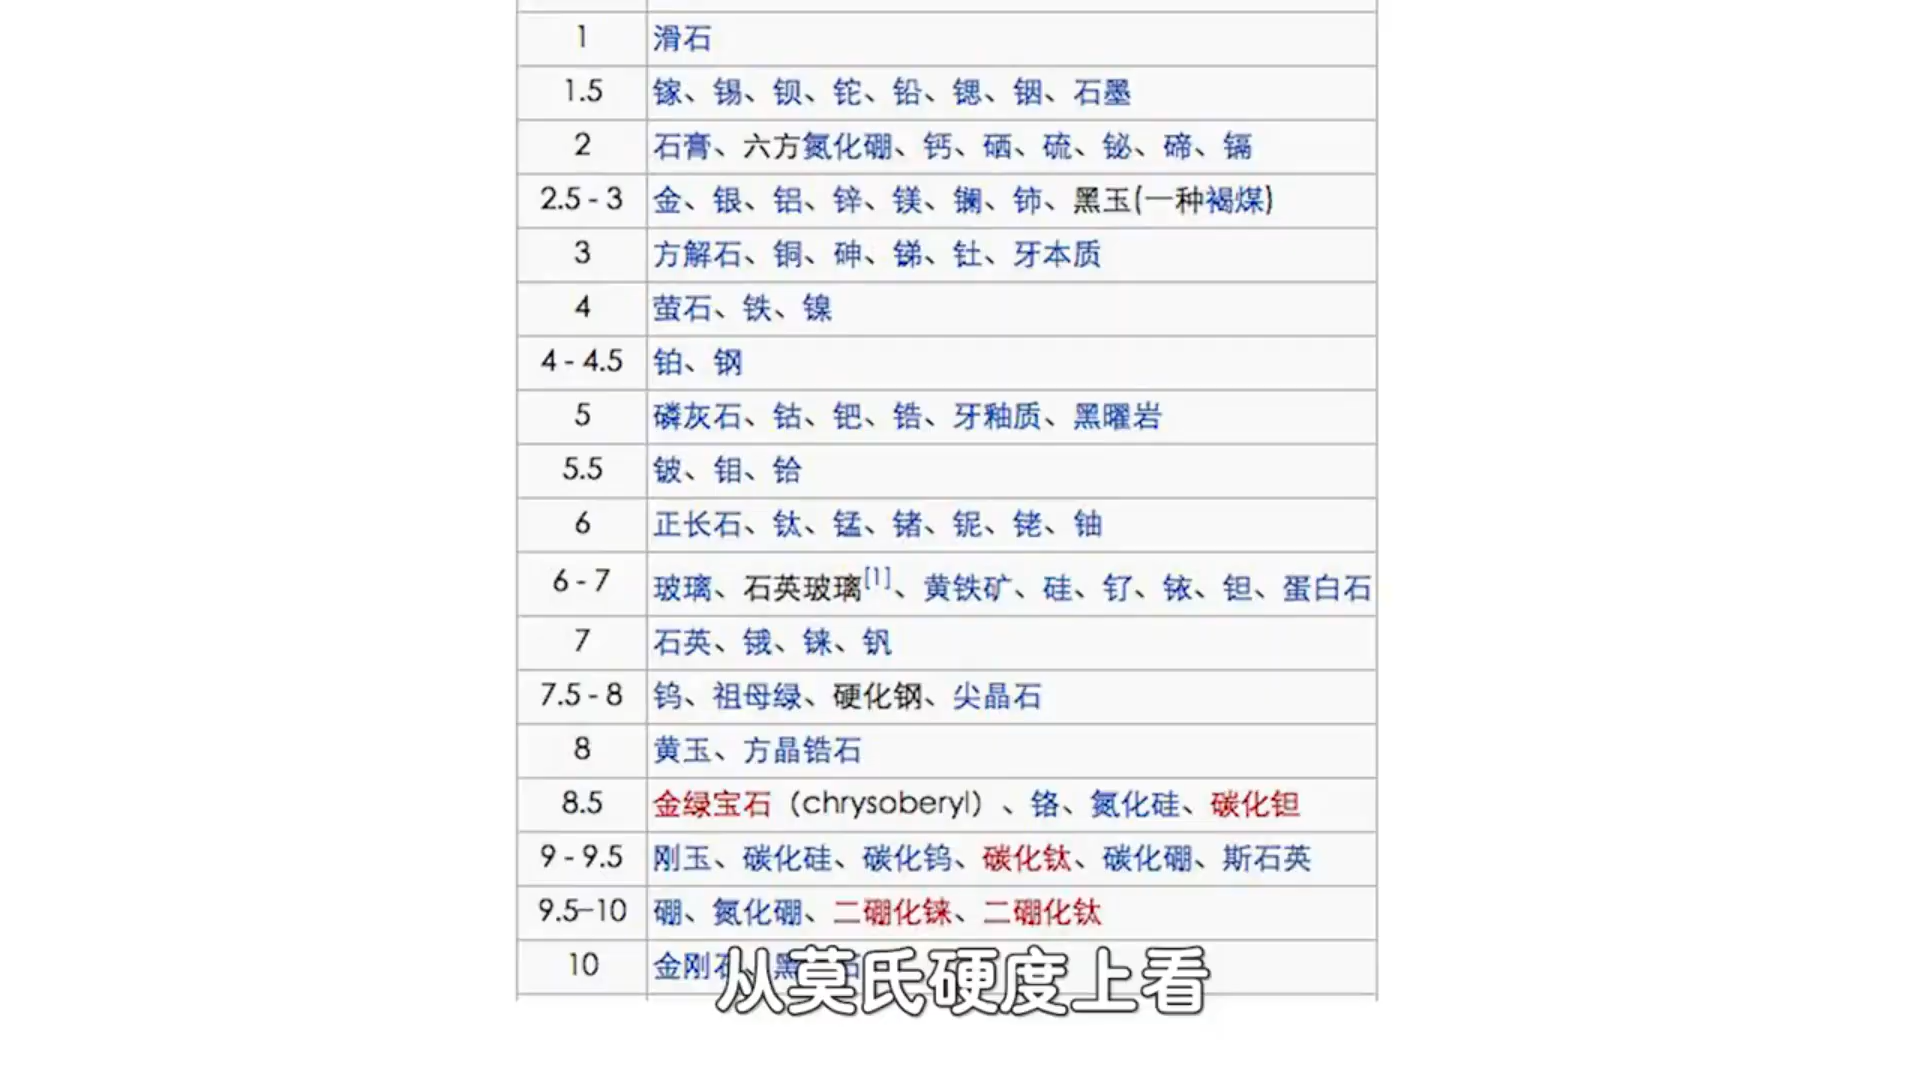 1 滑石
1.5 镓、锡、钡、铊、铅、锶、铟、石墨
2 石膏、六方氮化硼、钙、硒、硫、铋、碲、镉
2.5 - 3 金、银、铝、锌、镁、镧、铈、黑玉(一种褐煤)
3 方解石、铜、砷、锑、钍、牙本质
4 萤石、铁、镍
4 - 4.5 铂、钢
5 磷灰石、钴、钯、锆、牙釉质、黑曜岩
5.5 铍、钼、铪
6 正长石、钛、锰、锗、铌、铑、铀
6 - 7 玻璃、石英玻璃[1]、黄铁矿、硅、钌、铱、钽、蛋白石
7 石英、锇、铼、钒
7.5 - 8 钨、祖母绿、硬化钢、尖晶石
8 黄玉、方晶锆石
8.5 金绿宝石（chrysoberyl）、铬、氮化硅、碳化钽
9 - 9.5 刚玉、碳化硅、碳化钨、碳化钛、碳化硼、斯石英
9.5–10 硼、氮化硼、二硼化铼、二硼化钛
10 金刚
从莫氏硬度上看